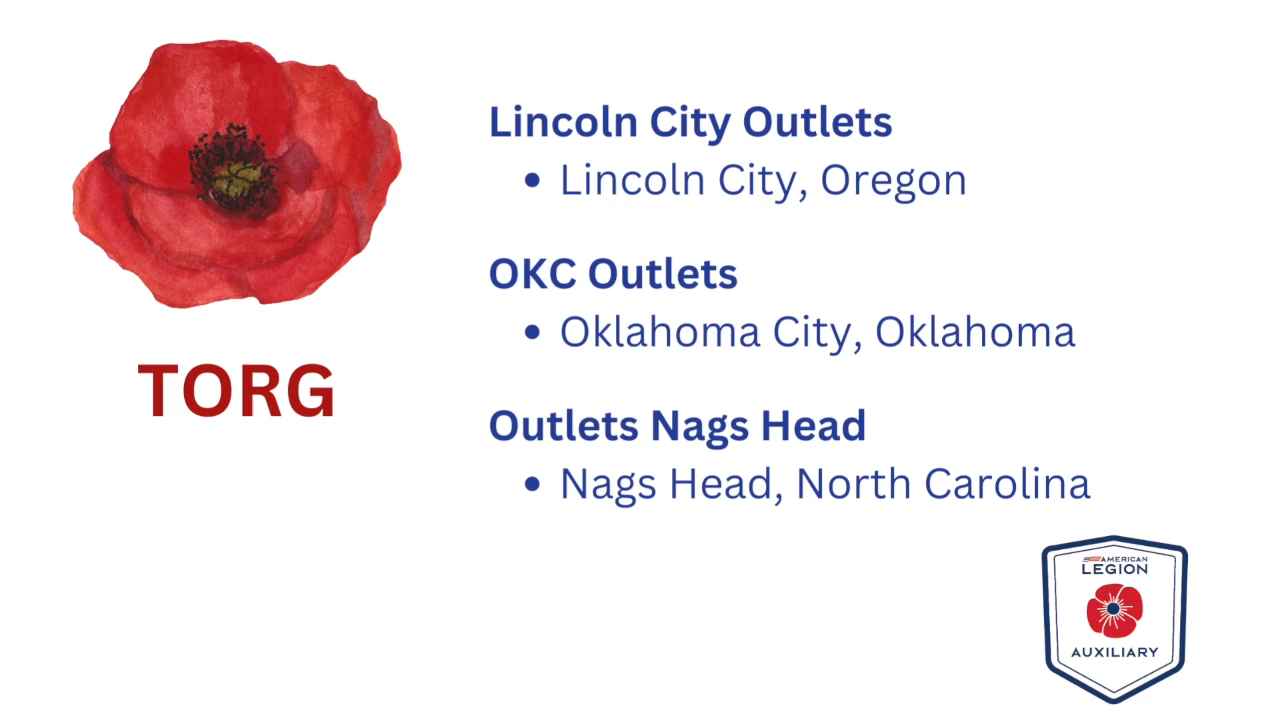 TORG
Lincoln City Outlets
• Lincoln City, Oregon
OKC Outlets
• Oklahoma City, Oklahoma
Outlets Nags Head
• Nags Head, North Carolina
AMERICAN
LEGION
AUXILIARY